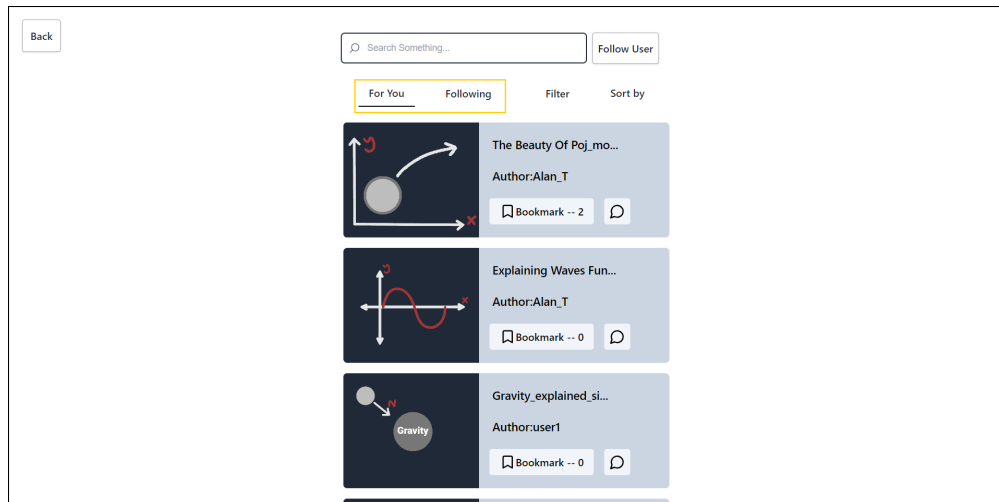 Back
Search Something...
Follow User
For You
Following
Filter
Sort by
y
x
The Beauty Of Poj_mo...
Author:Alan_T
Bookmark -- 2
y
x
Explaining Waves Fun...
Author:Alan_T
Bookmark -- 0
N
Gravity
Gravity_explained_si...
Author:user1
Bookmark -- 0